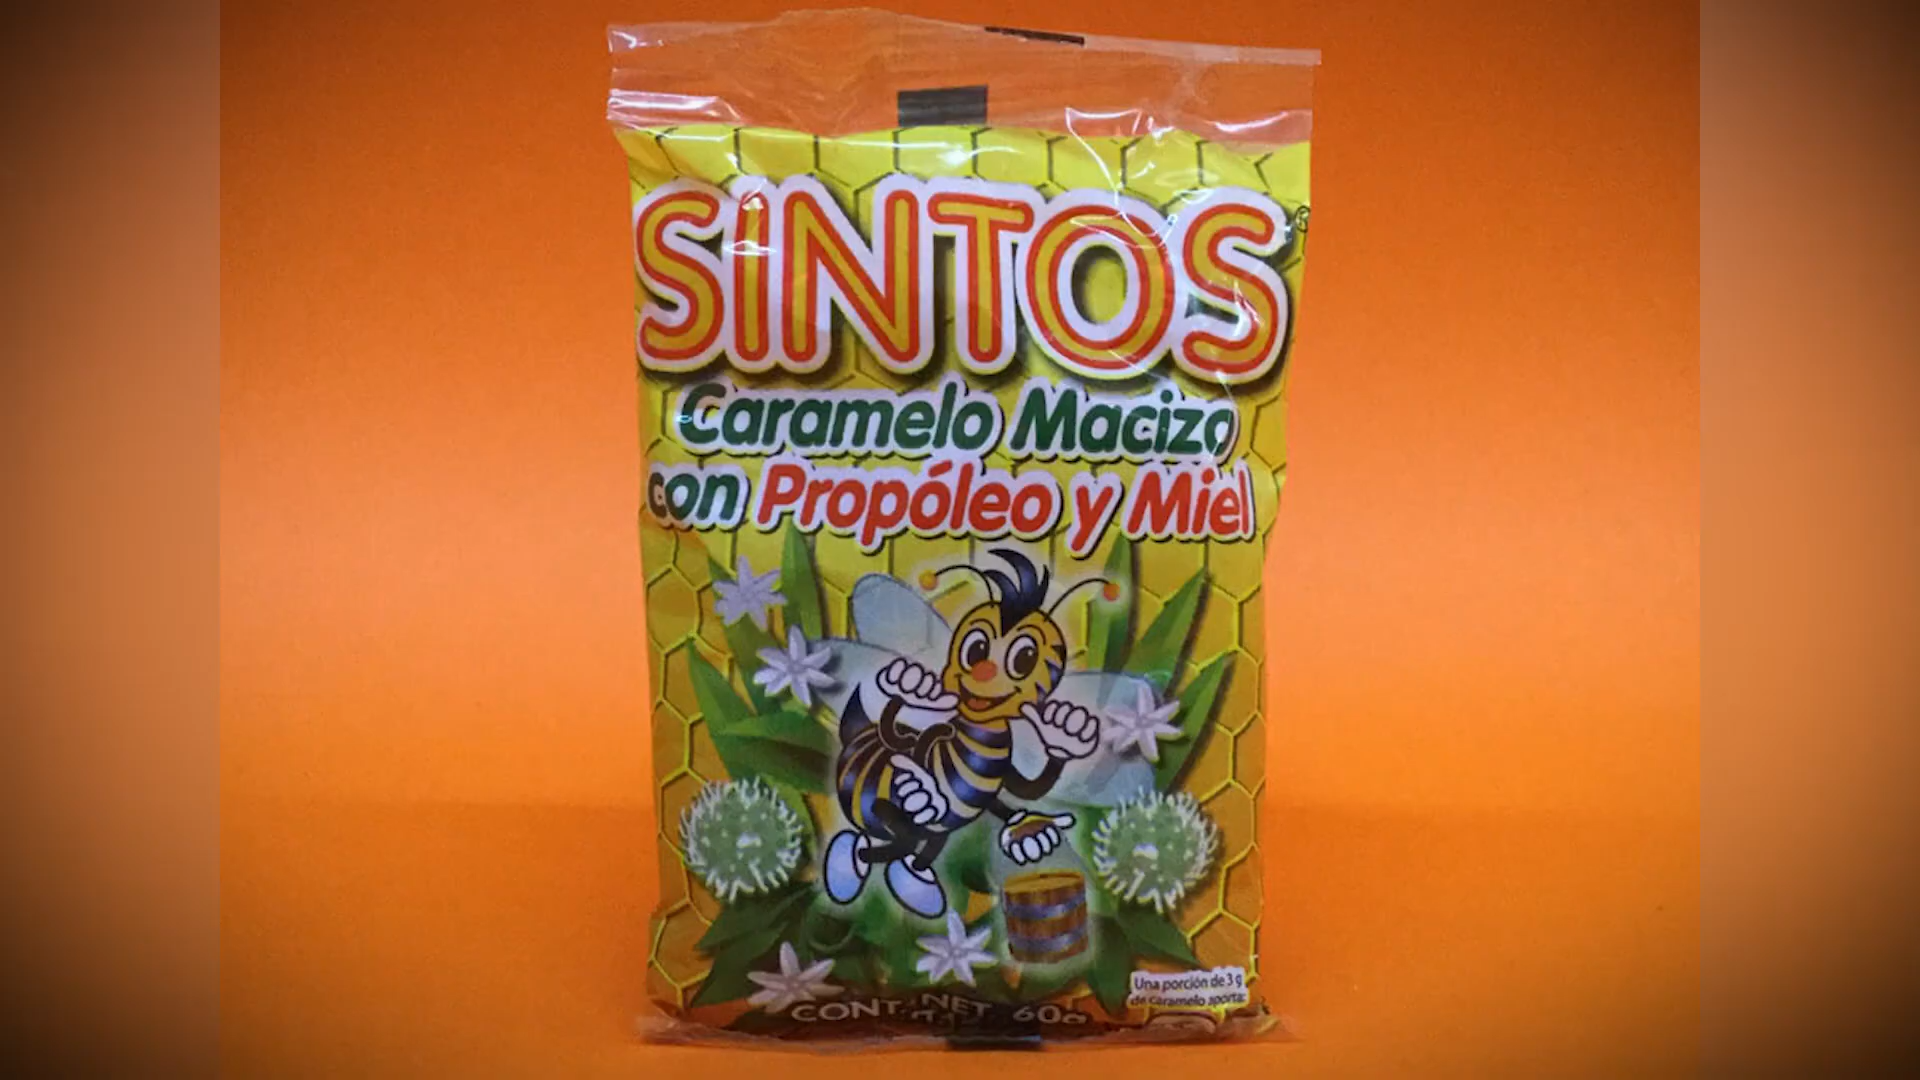 SINTOS
Caramelo Macizo
con Propóleo y Miel
Una porción de 3 g
de caramelo aporta:
CONT. NET. 60g